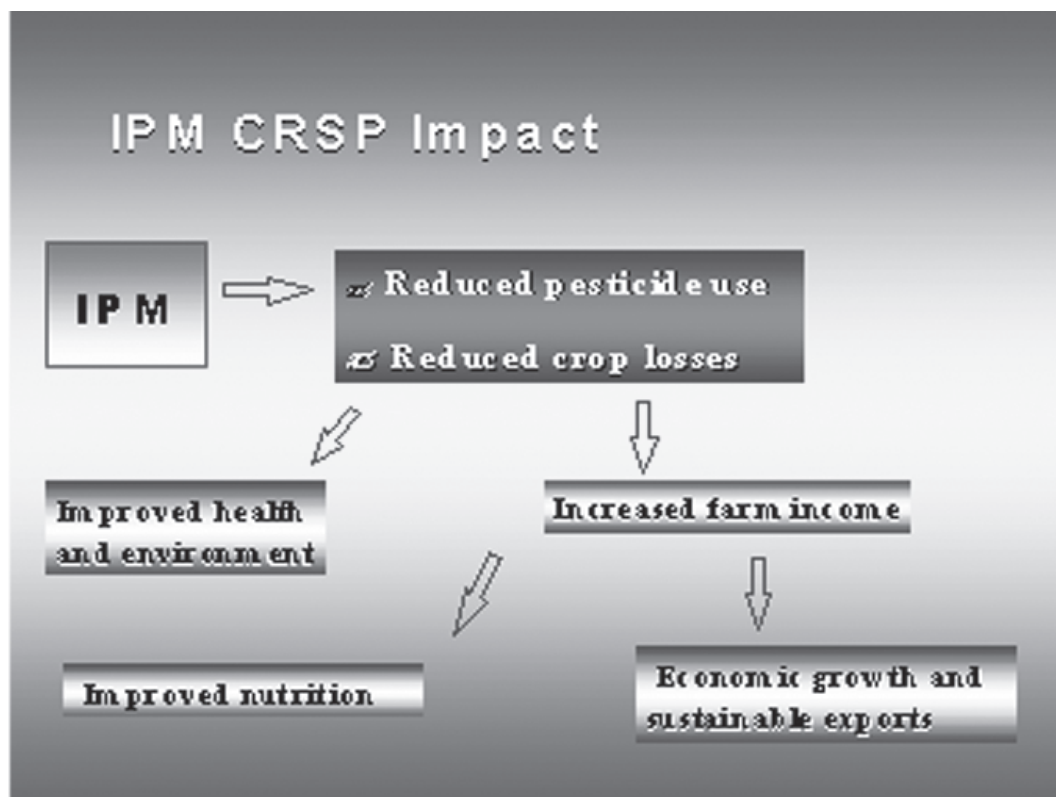 IPM CRSP Impact
IPM
Reduced pesticide use
Reduced crop losses
Improved health
and environment
Increased farm income
Improved nutrition
Economic growth and
sustainable exports